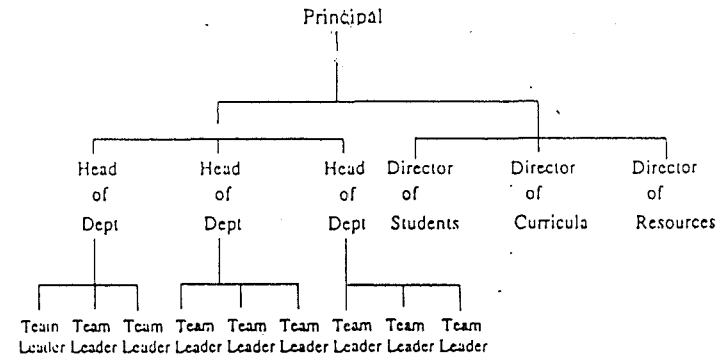 Principal
Head Head Head Director Director Director
of of of of of of
Dept Dept Dept Students Curricula Resources
Team Team Team Team Team Team Team Team Team
Leader Leader Leader Leader Leader Leader Leader Leader Leader